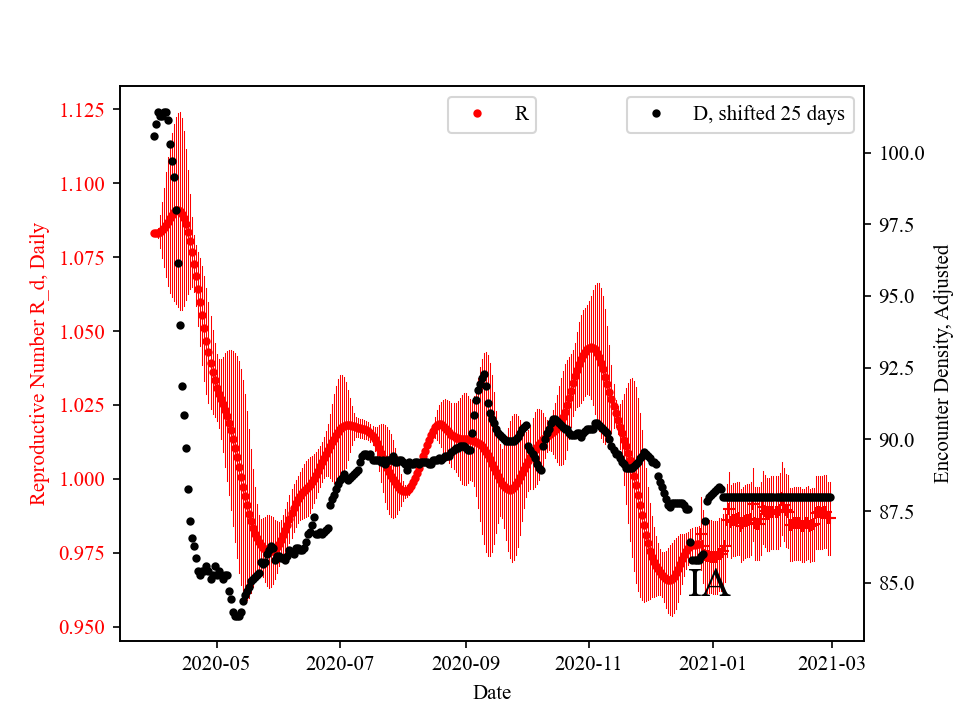 R
D, shifted 25 days
1.125
1.100
1.075
1.050
1.025
1.000
0.975
0.950
Reproductive Number R_d, Daily
100.0
97.5
95.0
92.5
90.0
87.5
85.0
Encounter Density, Adjusted
IA
2020-05 2020-07 2020-09 2020-11 2021-01 2021-03
Date